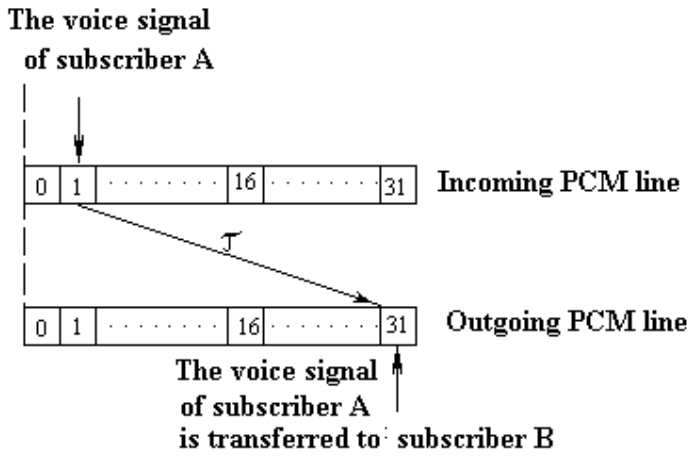 The voice signal
of subscriber A
0 1 ········ 16 ········ 31 Incoming PCM line
τ
0 1 ········ 16 ········ 31 Outgoing PCM line
The voice signal
of subscriber A
is transferred to subscriber B